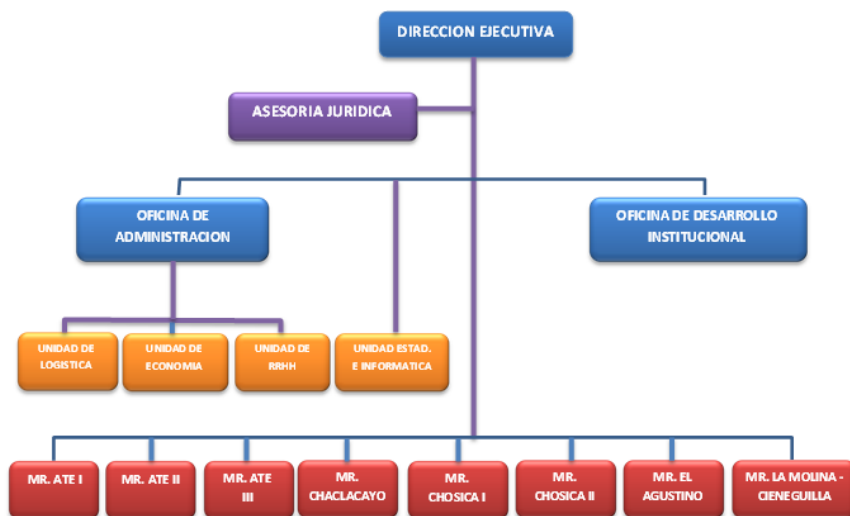 DIRECCION EJECUTIVA
ASESORIA JURIDICA
OFICINA DE
ADMINISTRACION
OFICINA DE DESARROLLO
INSTITUCIONAL
UNIDAD DE
LOGISTICA
UNIDAD DE
ECONOMIA
UNIDAD DE
RRHH
UNIDAD ESTAD.
E INFORMATICA
MR. ATE I
MR. ATE II
MR. ATE
III
MR.
CHACLACAYO
MR.
CHOSICA I
MR.
CHOSICA II
MR. EL
AGUSTINO
MR. LA MOLINA -
CIENEGUILLA